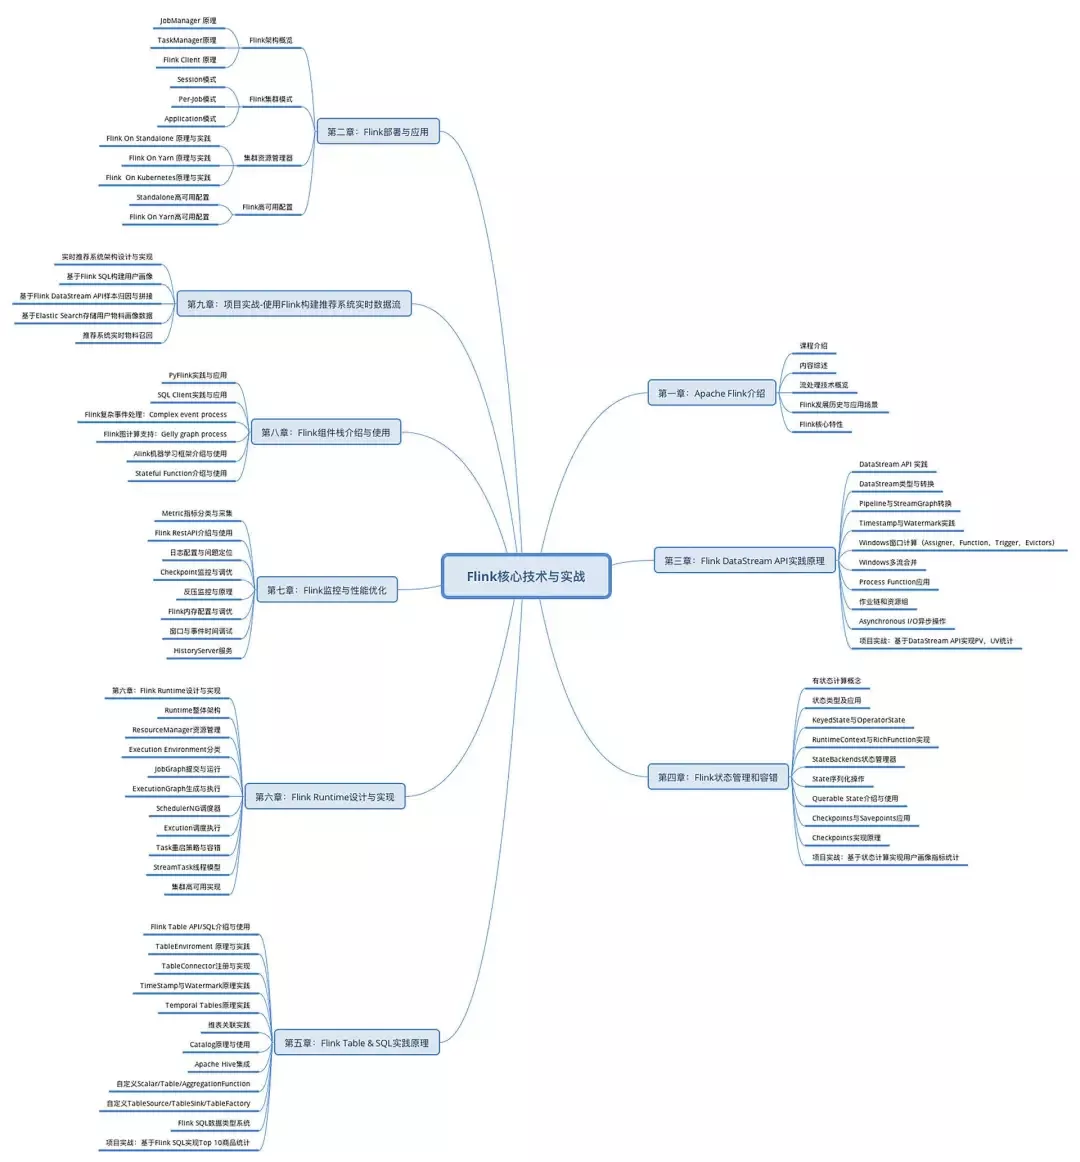 Flink核心技术与实战
第一章：Apache Flink介绍
课程介绍
内容综述
流处理技术概览
Flink发展历史与应用场景
Flink核心特性
第二章：Flink部署与应用
Flink架构概览
JobManager 原理
TaskManager原理
Flink Client 原理
Flink集群模式
Session模式
Per-Job模式
Application模式
集群资源管理器
Flink On Standalone 原理与实践
Flink On Yarn 原理与实践
Flink On Kubernetes原理与实践
Flink高可用配置
Standalone高可用配置
Flink On Yarn高可用配置
第三章：Flink DataStream API实践原理
DataStream API 实践
DataStream类型与转换
Pipeline与StreamGraph转换
Timestamp与Watermark实践
Windows窗口计算（Assigner、Function、Trigger、Evictors）
Windows多流合并
Process Function应用
作业链和资源组
Asynchronous I/O异步操作
项目实战：基于DataStream API实现PV、UV统计
第四章：Flink状态管理和容错
有状态计算概念
状态类型及应用
KeyedState与OperatorState
RuntimeContext与RichFunction实现
StateBackends状态管理器
State序列化操作
Querable State介绍与使用
Checkpoints与Savepoints应用
Checkpoints实现原理
项目实战：基于状态计算实现用户画像指标统计
第五章：Flink Table & SQL实践原理
Flink Table API/SQL介绍与使用
TableEnviroment 原理与实践
TableConnector注册与实现
TimeStamp与Watermark原理实践
Temporal Tables原理实践
维表关联实践
Catalog原理与使用
Apache Hive集成
自定义Scalar/Table/AggregationFunction
自定义TableSource/TableSink/TableFactory
Flink SQL数据类型系统
项目实战：基于Flink SQL实现Top 10商品统计
第六章：Flink Runtime设计与实现
第六章：Flink Runtime设计与实现
Runtime整体架构
ResourceManager资源管理
Execution Environment分类
JobGraph提交与运行
ExecutionGraph生成与执行
SchedulerNG调度器
Excution调度执行
Task重启策略与容错
StreamTask线程模型
集群高可用实现
第七章：Flink监控与性能优化
Metric指标分类与采集
Flink RestAPI介绍与使用
日志配置与问题定位
Checkpoint监控与调优
反压监控与原理
Flink内存配置与调优
窗口与事件时间调试
HistoryServer服务
第八章：Flink组件栈介绍与使用
PyFlink实践与应用
SQL Client实践与应用
Flink复杂事件处理：Complex event process
Flink图计算支持：Gelly graph process
Alink机器学习框架介绍与使用
Stateful Function介绍与使用
第九章：项目实战-使用Flink构建推荐系统实时数据流
实时推荐系统架构设计与实现
基于Flink SQL构建用户画像
基于Flink DataStream API样本归因与拼接
基于Elastic Search存储用户物料画像数据
推荐系统实时物料召回